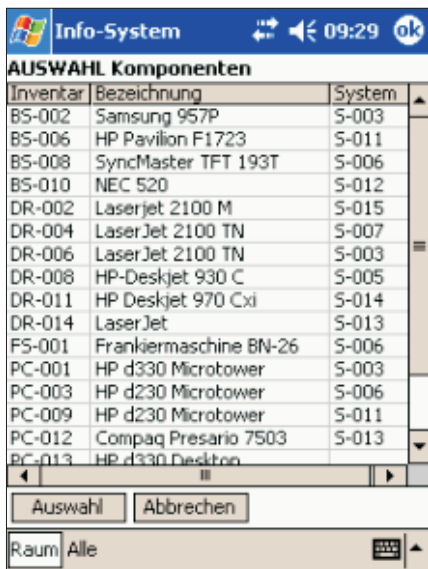 Info-System 09:29 ok
AUSWAHL Komponenten
Inventar Bezeichnung System
BS-002 Samsung 957P S-003
BS-006 HP Pavilion F1723 S-011
BS-008 SyncMaster TFT 193T S-006
BS-010 NEC 520 S-012
DR-002 Laserjet 2100 M S-015
DR-004 LaserJet 2100 TN S-007
DR-006 LaserJet 2100 TN S-003
DR-008 HP-Deskjet 930 C S-005
DR-011 HP Deskjet 970 Cxi S-014
DR-014 LaserJet S-013
FS-001 Frankiermaschine BN-26 S-006
PC-001 HP d330 Microtower S-003
PC-003 HP d230 Microtower S-006
PC-009 HP d230 Microtower S-011
PC-012 Compaq Presario 7503 S-013
PC-013 HP d330 Desktop
Auswahl Abbrechen
Raum Alle